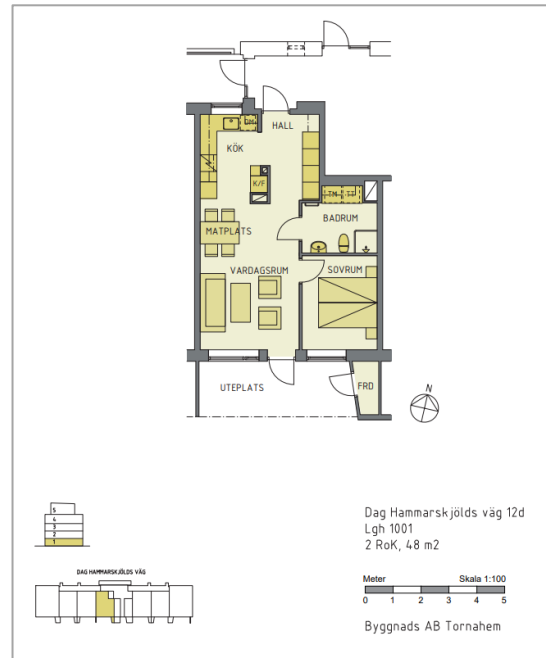 DM
HALL
KÖK
K/F
TM TT
BADRUM
MATPLATS
VARDAGSRUM
SOVRUM
UTEPLATS
FRD
N
5
4
3
2
1
Dag Hammarskjölds väg 12d
Lgh 1001
2 RoK, 48 m2
DAG HAMMARSKJÖLDS VÄG
Meter Skala 1:100
0 1 2 3 4 5
Byggnads AB Tornahem